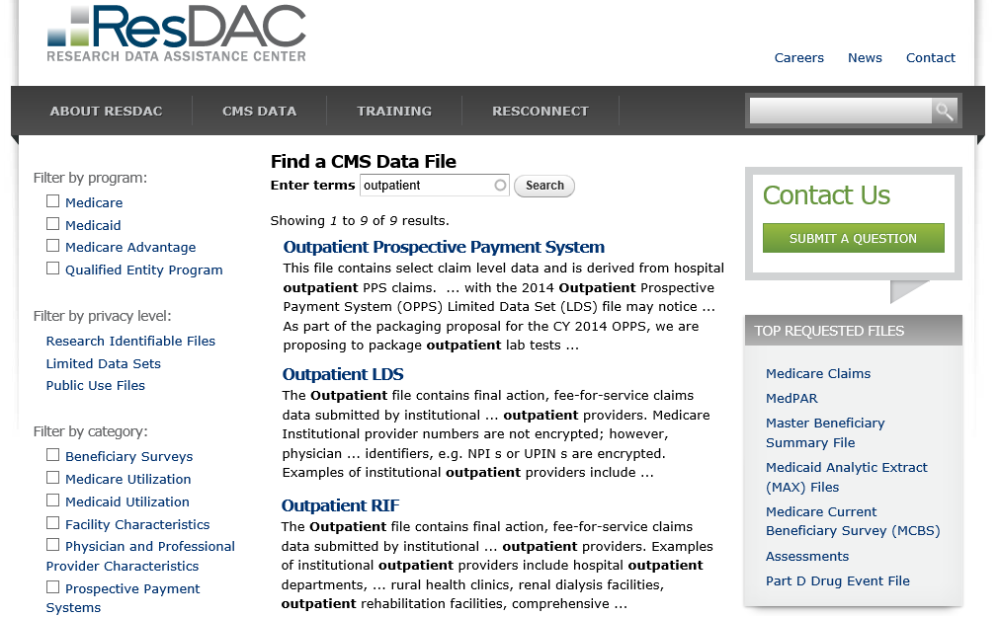 ResDAC
RESEARCH DATA ASSISTANCE CENTER
Careers News Contact
ABOUT RESDAC CMS DATA TRAINING RESCONNECT
Filter by program:
Medicare
Medicaid
Medicare Advantage
Qualified Entity Program
Filter by privacy level:
Research Identifiable Files
Limited Data Sets
Public Use Files
Filter by category:
Beneficiary Surveys
Medicare Utilization
Medicaid Utilization
Facility Characteristics
Physician and Professional
Provider Characteristics
Prospective Payment
Systems
Find a CMS Data File
Enter terms outpatient Search
Showing 1 to 9 of 9 results.
Outpatient Prospective Payment System
This file contains select claim level data and is derived from hospital
outpatient PPS claims. ... with the 2014 Outpatient Prospective
Payment System (OPPS) Limited Data Set (LDS) file may notice ...
As part of the packaging proposal for the CY 2014 OPPS, we are
proposing to package outpatient lab tests ...
Outpatient LDS
The Outpatient file contains final action, fee-for-service claims
data submitted by institutional ... outpatient providers. Medicare
Institutional provider numbers are not encrypted; however,
physician ... identifiers, e.g. NPI s or UPIN s are encrypted.
Examples of institutional outpatient providers include ...
Outpatient RIF
The Outpatient file contains final action, fee-for-service claims
data submitted by institutional ... outpatient providers. Examples
of institutional outpatient providers include hospital outpatient
departments, ... rural health clinics, renal dialysis facilities,
outpatient rehabilitation facilities, comprehensive ...
Contact Us
SUBMIT A QUESTION
TOP REQUESTED FILES
Medicare Claims
MedPAR
Master Beneficiary
Summary File
Medicaid Analytic Extract
(MAX) Files
Medicare Current
Beneficiary Survey (MCBS)
Assessments
Part D Drug Event File